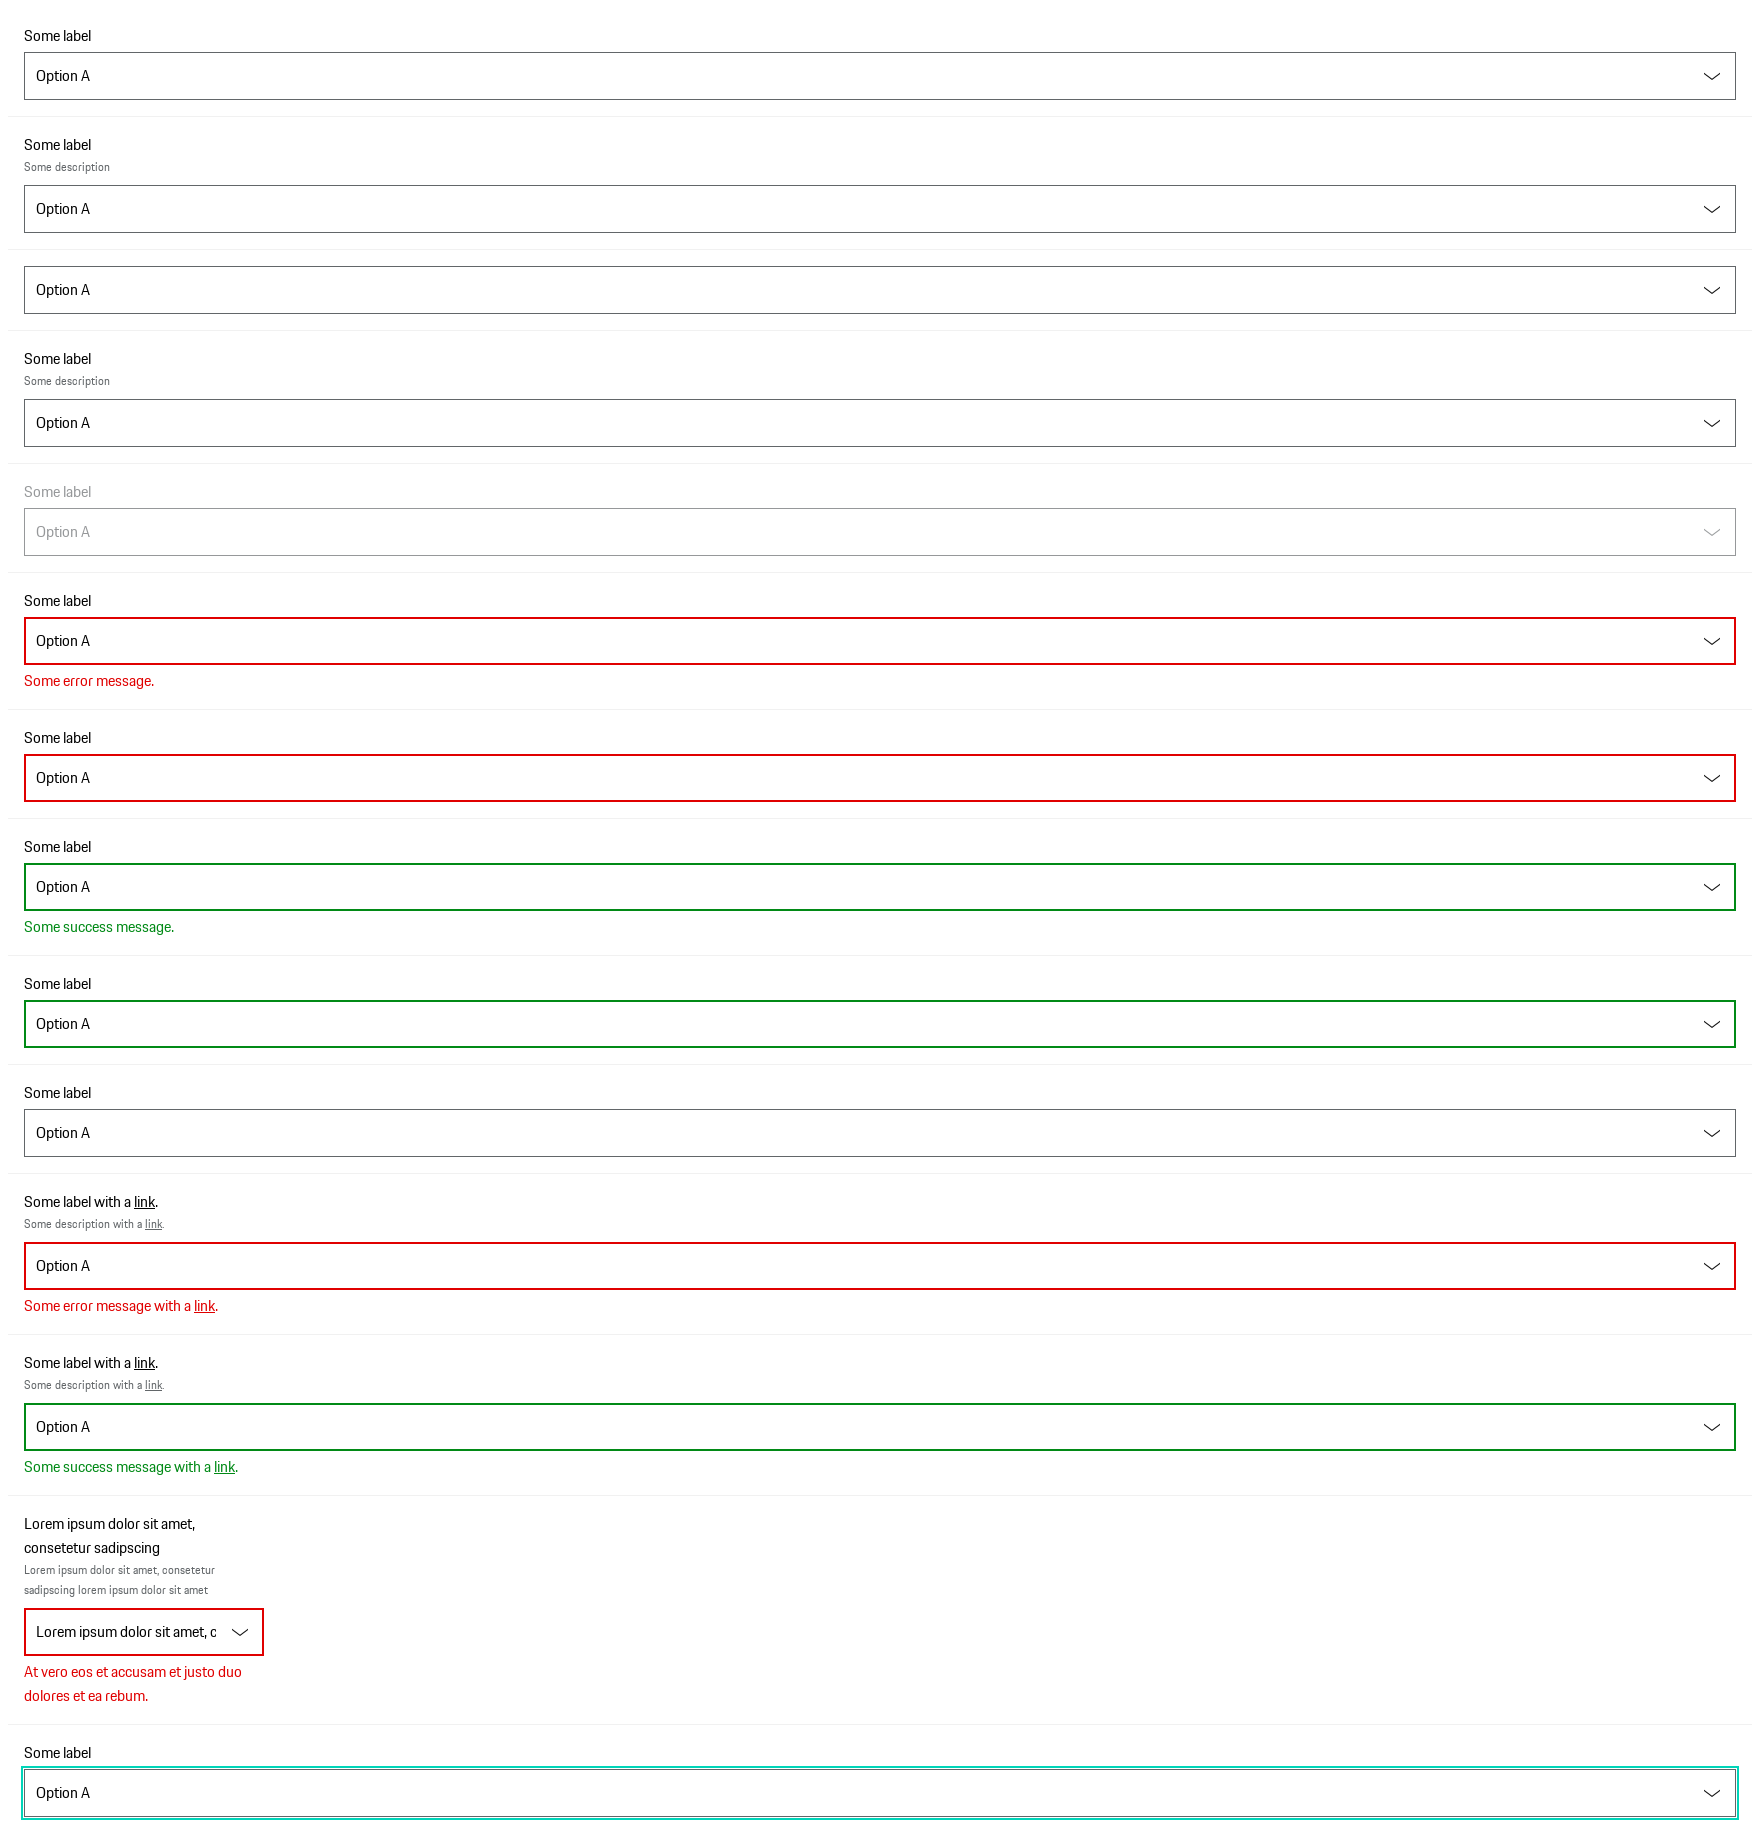 Some label
Option A
Some label
Some description
Option A
Option A
Some label
Some description
Option A
Some label
Option A
Some label
Option A
Some error message.
Some label
Option A
Some label
Option A
Some success message.
Some label
Option A
Some label
Option A
Some label with a link.
Some description with a link.
Option A
Some error message with a link.
Some label with a link.
Some description with a link.
Option A
Some success message with a link.
Lorem ipsum dolor sit amet,
consetetur sadipscing
Lorem ipsum dolor sit amet, consetetur
sadipscing lorem ipsum dolor sit amet
Lorem ipsum dolor sit amet, c
At vero eos et accusam et justo duo
dolores et ea rebum.
Some label
Option A